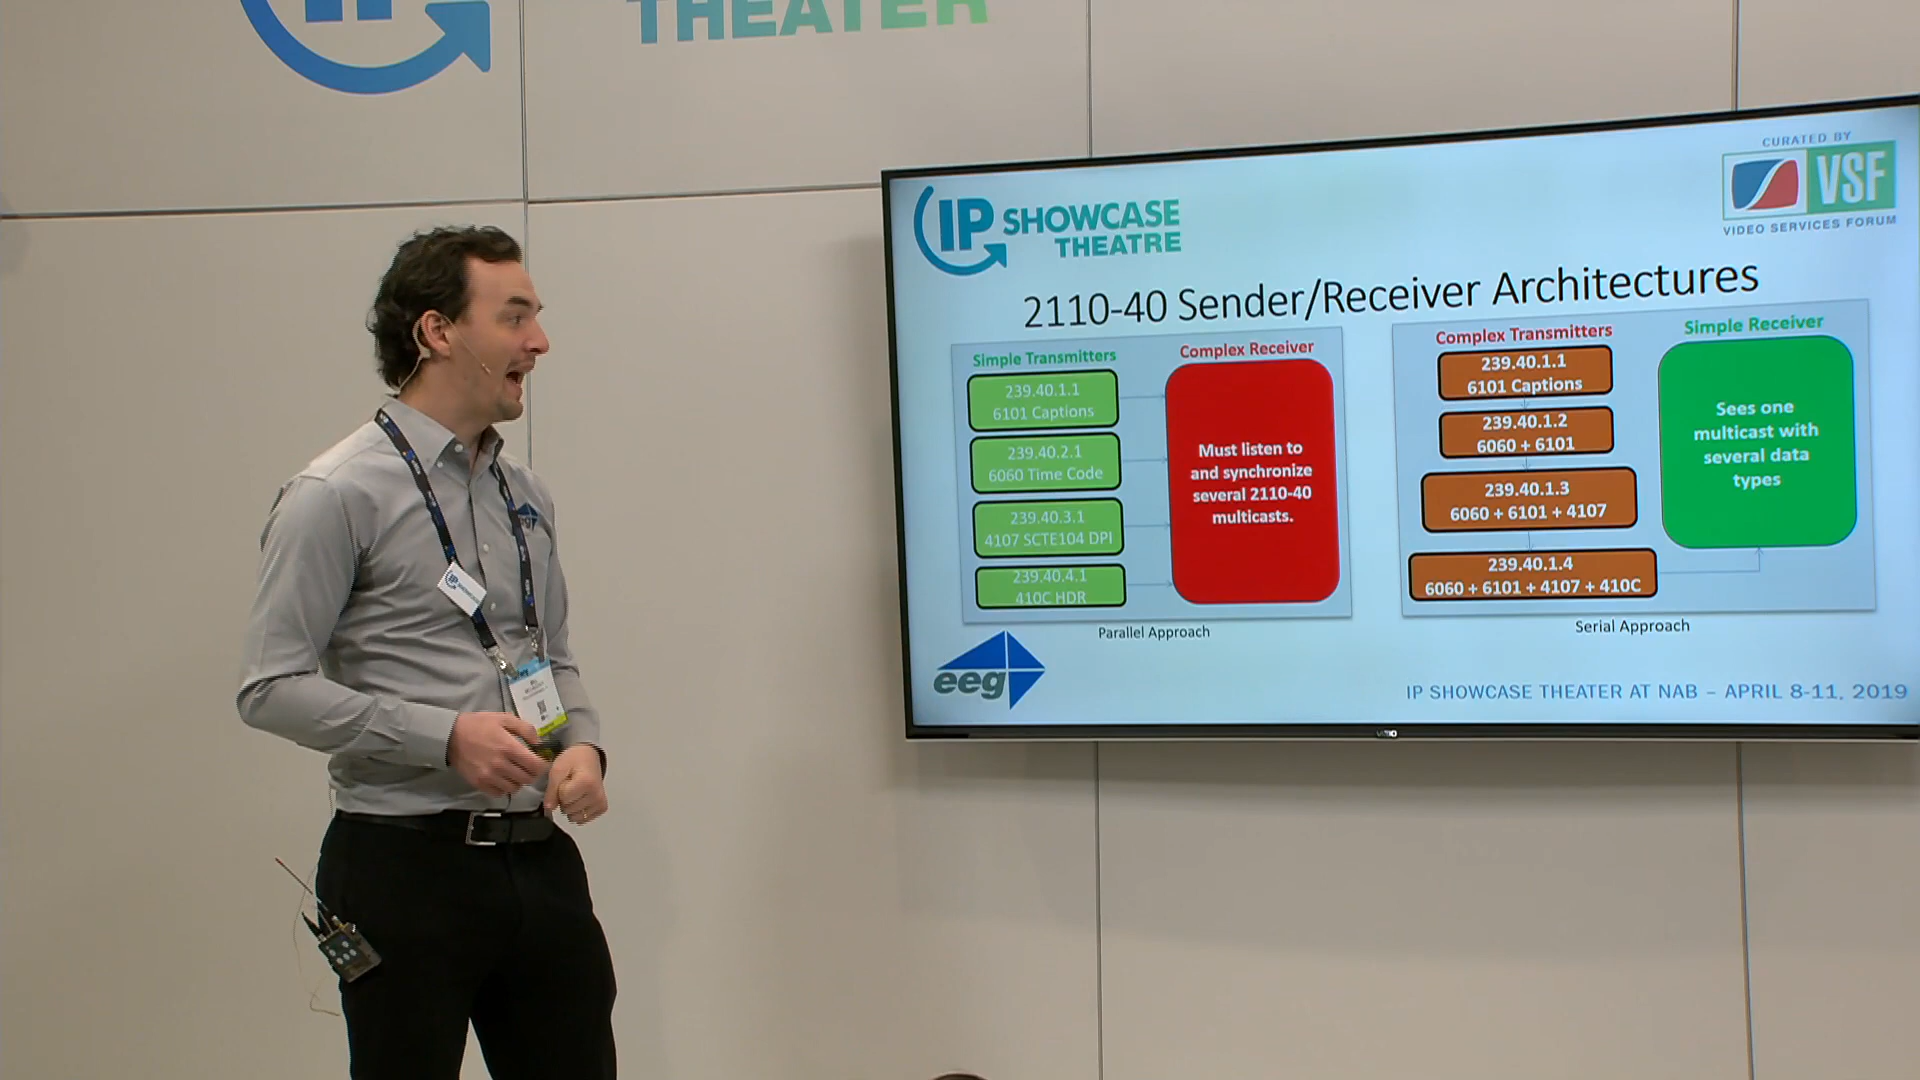 IP
THEATER
CURATED BY
VSF
VIDEO SERVICES FORUM
IP SHOWCASE
THEATRE
2110-40 Sender/Receiver Architectures
Simple Transmitters
239.40.1.1
6101 Captions
239.40.2.1
6060 Time Code
239.40.3.1
4107 SCTE104 DPI
239.40.4.1
410C HDR
Complex Receiver
Must listen to
and synchronize
several 2110-40
multicasts.
Parallel Approach
Complex Transmitters
239.40.1.1
6101 Captions
239.40.1.2
6060 + 6101
239.40.1.3
6060 + 6101 + 4107
239.40.1.4
6060 + 6101 + 4107 + 410C
Simple Receiver
Sees one
multicast with
several data
types
Serial Approach
eeg
IP SHOWCASE THEATER AT NAB – APRIL 8-11, 2019
VIZIO
eeg
IP SHOWCASE